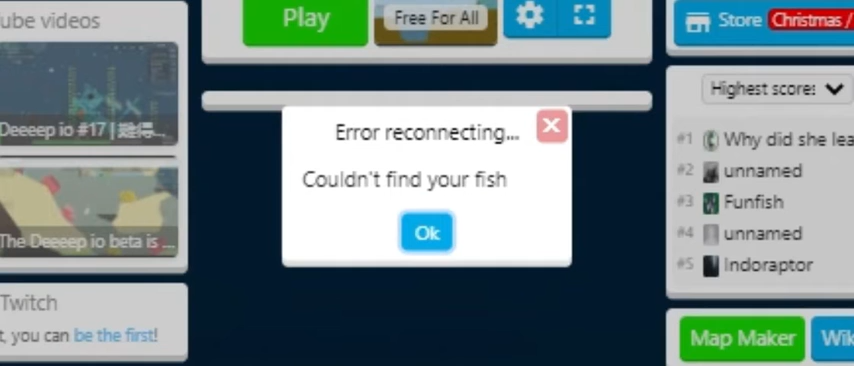 ube videos
Deeeep io #17 | 難得...
The Deeeep io beta is ...
Twitch
t, you can be the first!
Play
Free For All
Error reconnecting...
Couldn't find your fish
Ok
Store Christmas /
Highest score:
#1 Why did she lea
#2 unnamed
#3 Funfish
#4 unnamed
#5 Indoraptor
Map Maker
Wik